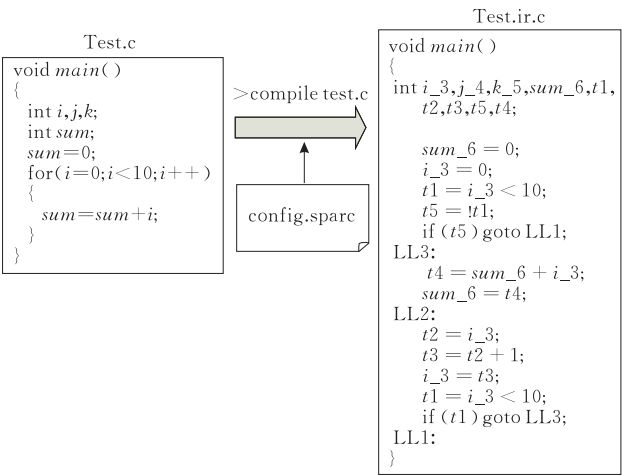 Test.c
void main()
{
int i,j,k;
int sum;
sum=0;
for(i=0;i<10;i++)
{
sum=sum+i;
}
}
>compile test.c
config.sparc
Test.ir.c
void main()
{
int i_3,j_4,k_5,sum_6,t1,
t2,t3,t5,t4;
sum_6 = 0;
i_3 = 0;
t1 = i_3 < 10;
t5 = !t1;
if (t5) goto LL1;
LL3:
t4 = sum_6 + i_3;
sum_6 = t4;
LL2:
t2 = i_3;
t3 = t2 + 1;
i_3 = t3;
t1 = i_3 < 10;
if (t1) goto LL3;
LL1:
}